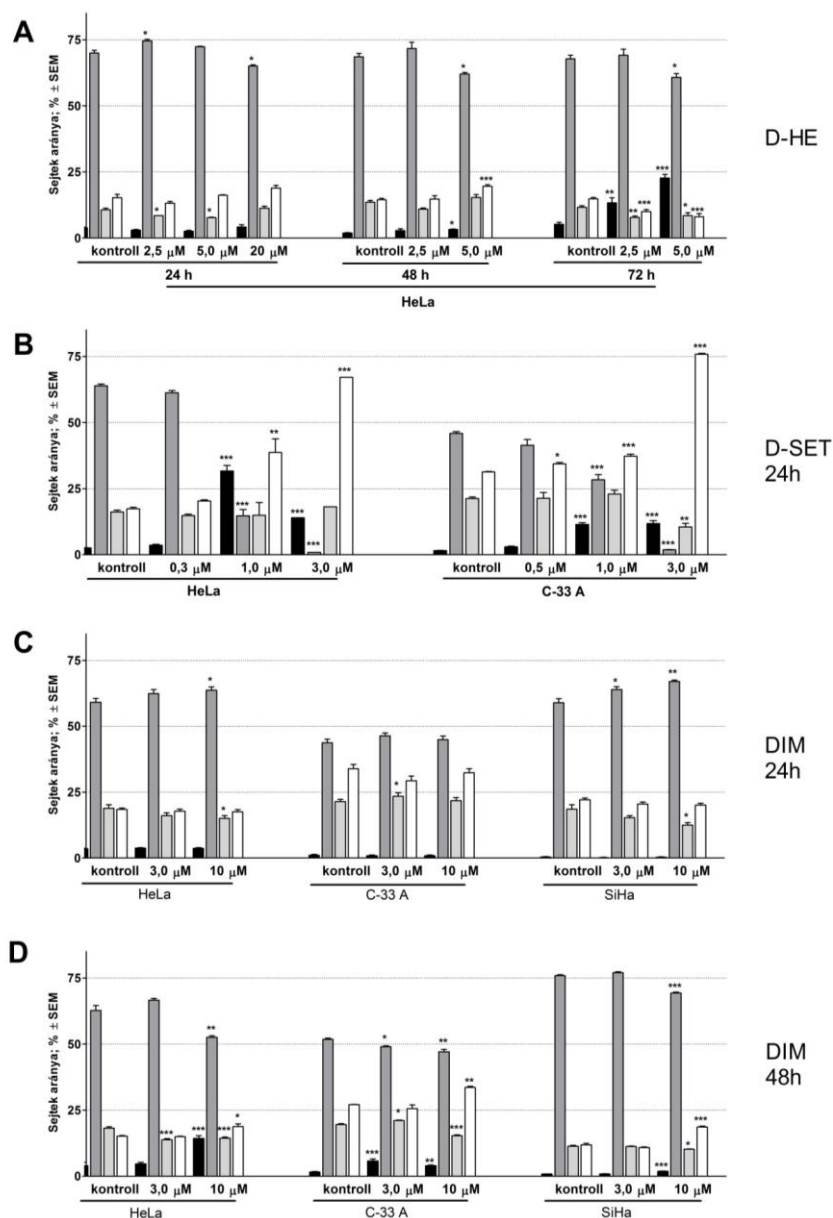 A
Sejtek aránya; % ± SEM
75
50
25
0
* * * * * * *** ** ** *** *** * * ***
kontroll 2,5 µM 5,0 µM 20 µM kontroll 2,5 µM 5,0 µM kontroll 2,5 µM 5,0 µM
24 h 48 h 72 h
HeLa
D-HE
B
Sejtek aránya; % ± SEM
75
50
25
0
*** *** ** *** *** *** * *** *** *** *** *** ** ***
kontroll 0,3 µM 1,0 µM 3,0 µM kontroll 0,5 µM 1,0 µM 3,0 µM
HeLa C-33 A
D-SET
24h
C
Sejtek aránya; % ± SEM
75
50
25
0
* * * * ** *
kontroll 3,0 µM 10 µM kontroll 3,0 µM 10 µM kontroll 3,0 µM 10 µM
HeLa C-33 A SiHa
DIM
24h
D
Sejtek aránya; % ± SEM
75
50
25
0
*** *** ** *** * *** * * ** ** *** ** *** *** * ***
kontroll 3,0 µM 10 µM kontroll 3,0 µM 10 µM kontroll 3,0 µM 10 µM
HeLa C-33 A SiHa
DIM
48h